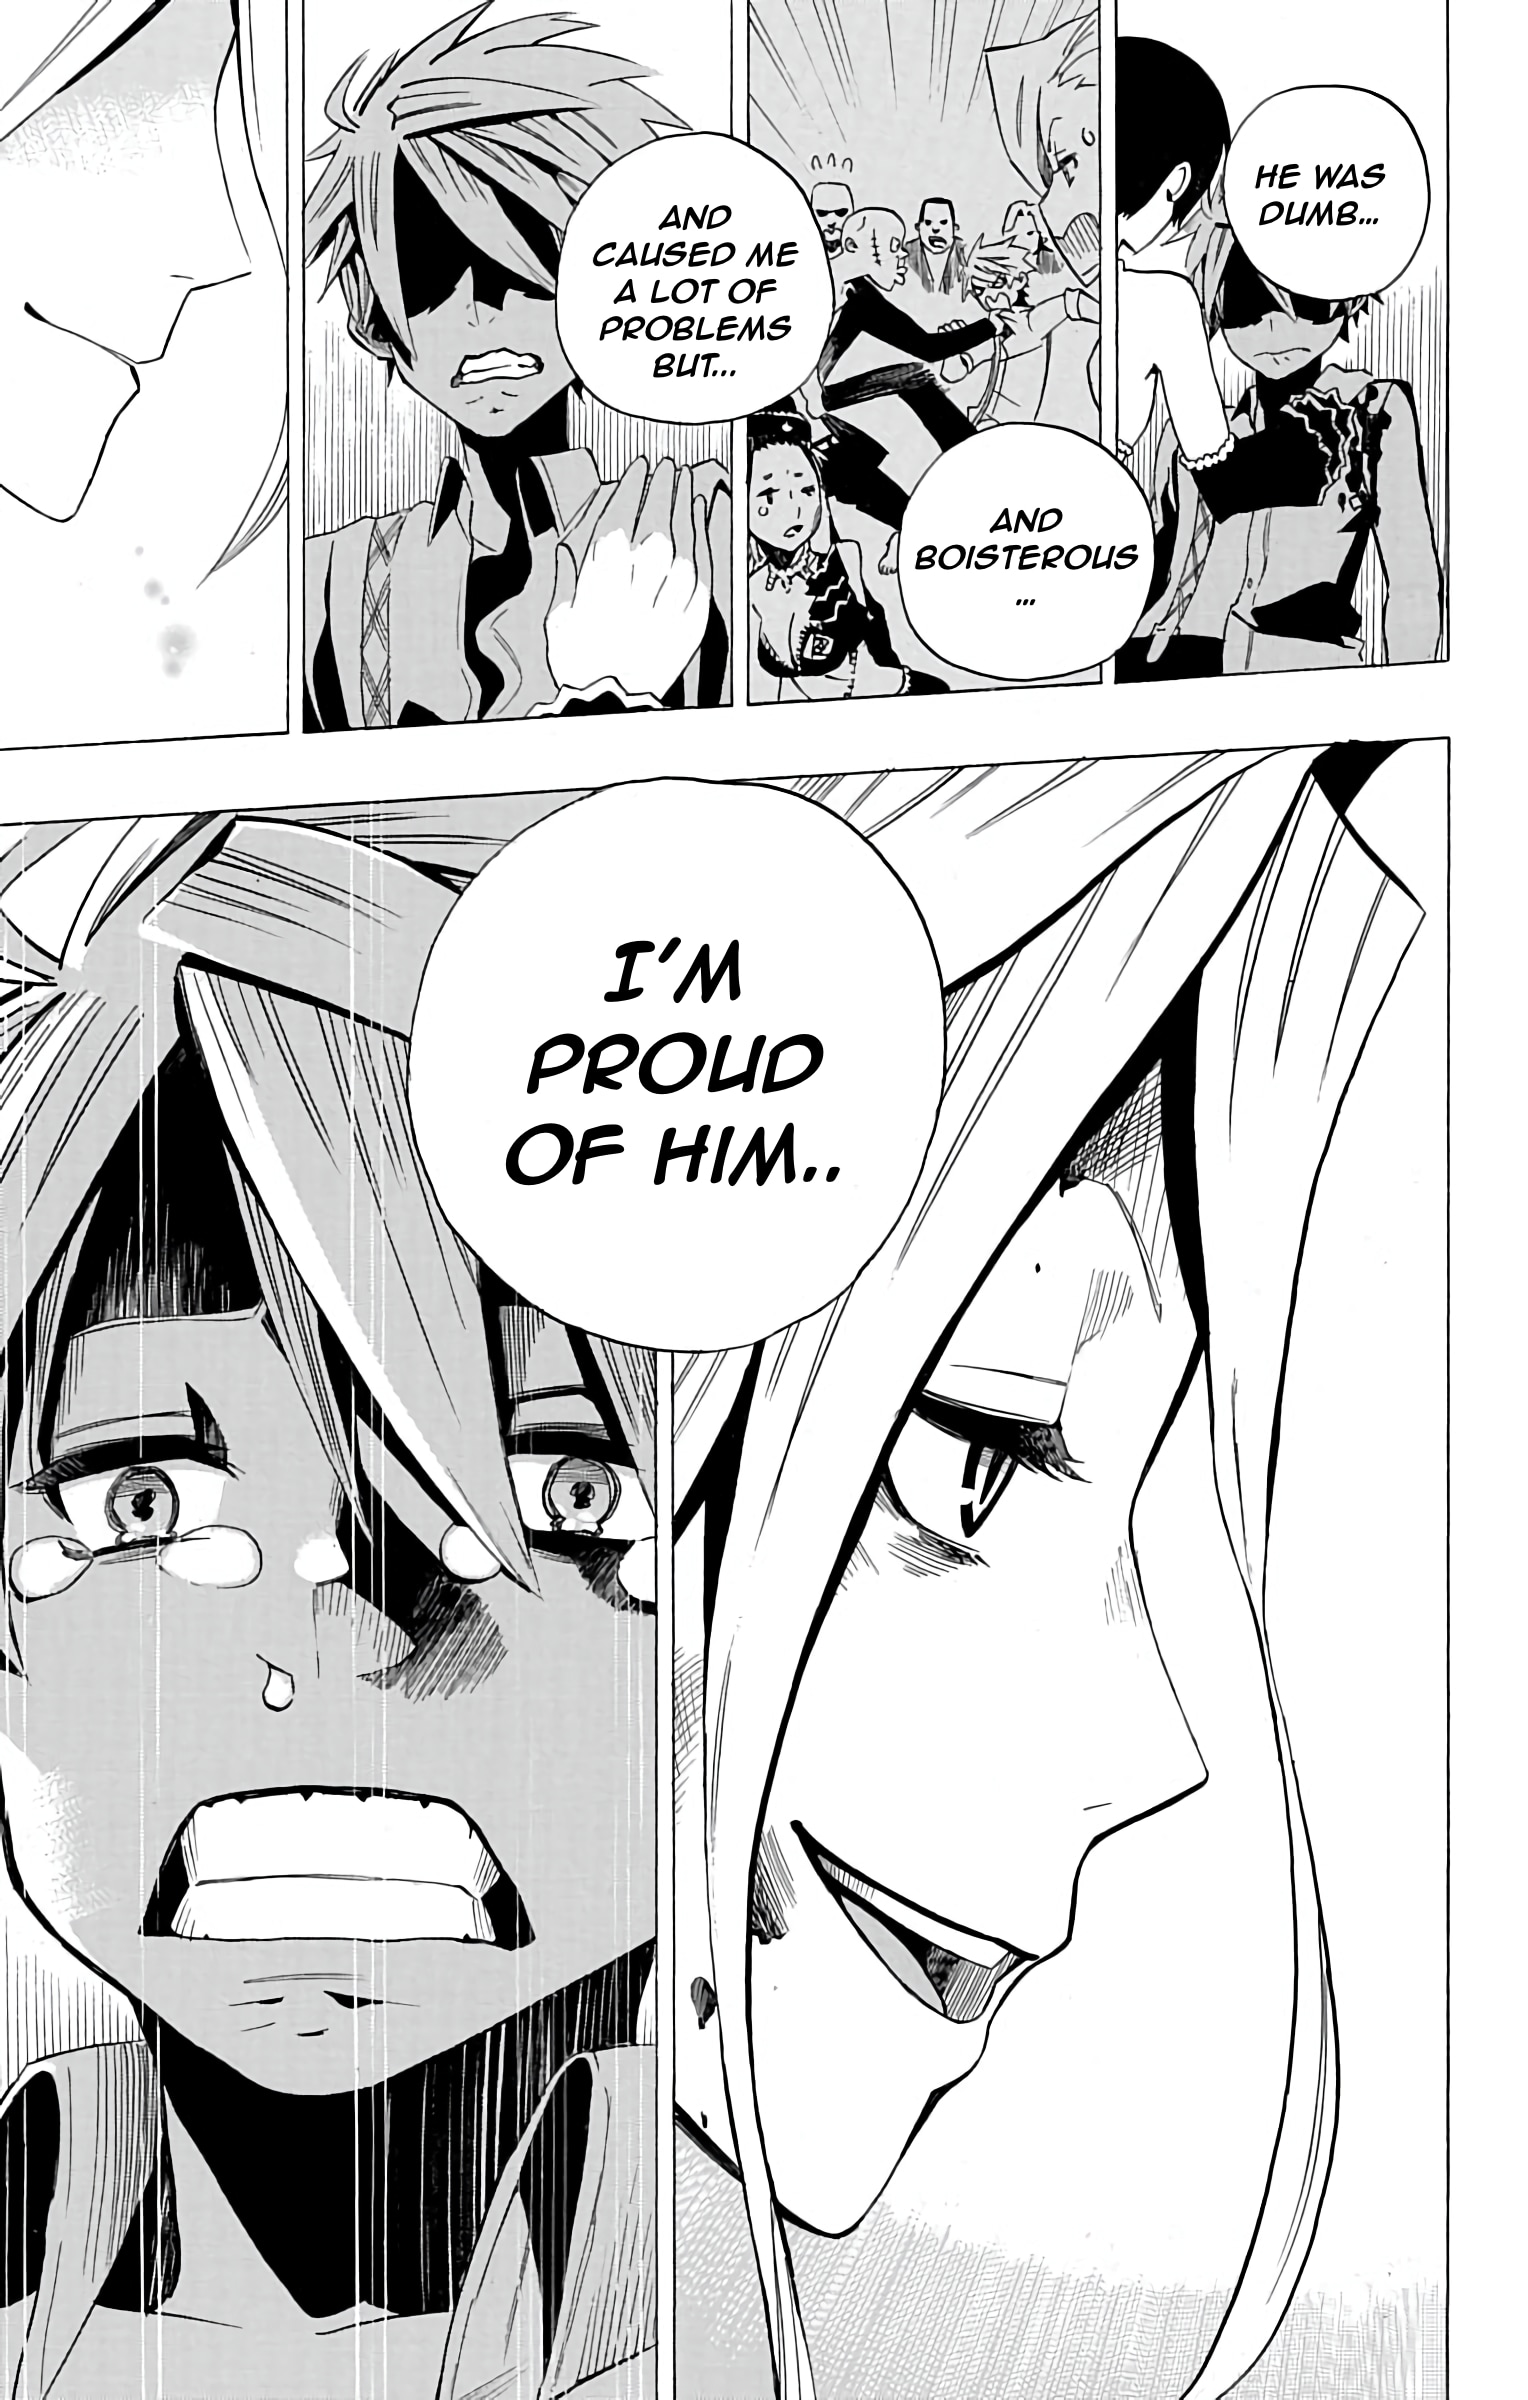 HE WAS
DUMB...
AND
BOISTEROUS
...
AND
CAUSED ME
A LOT OF
PROBLEMS
BUT...
I'M
PROUD
OF HIM..